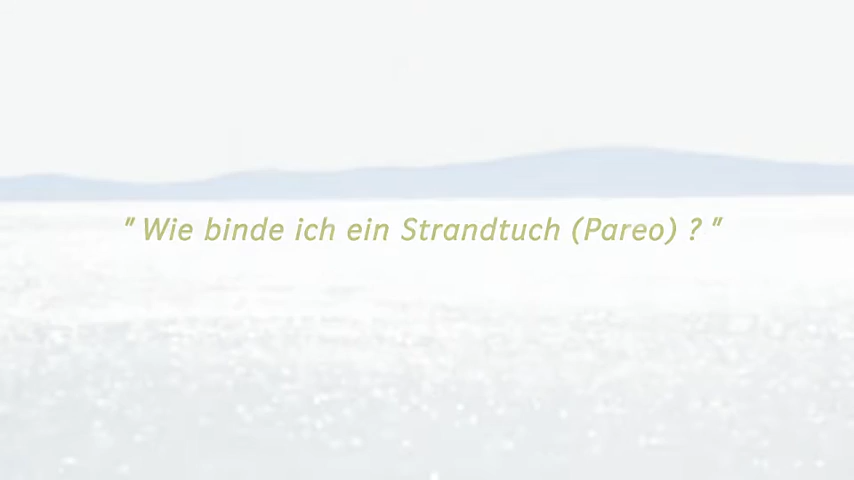 " Wie binde ich ein Strandtuch (Pareo) ? "